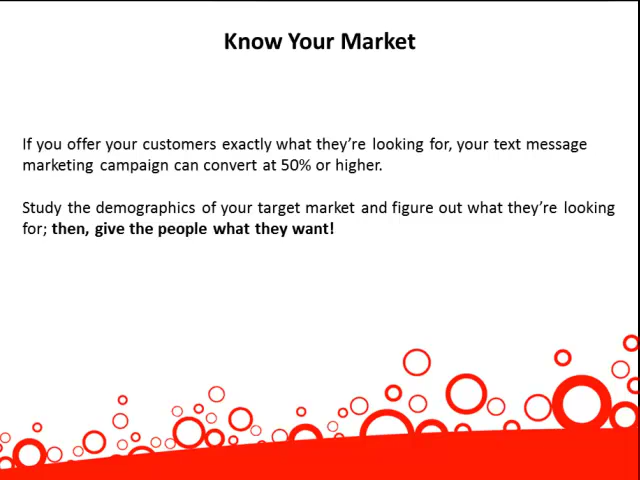 Know Your Market
If you offer your customers exactly what they’re looking for, your text message
marketing campaign can convert at 50% or higher.
Study the demographics of your target market and figure out what they’re looking
for; then, give the people what they want!